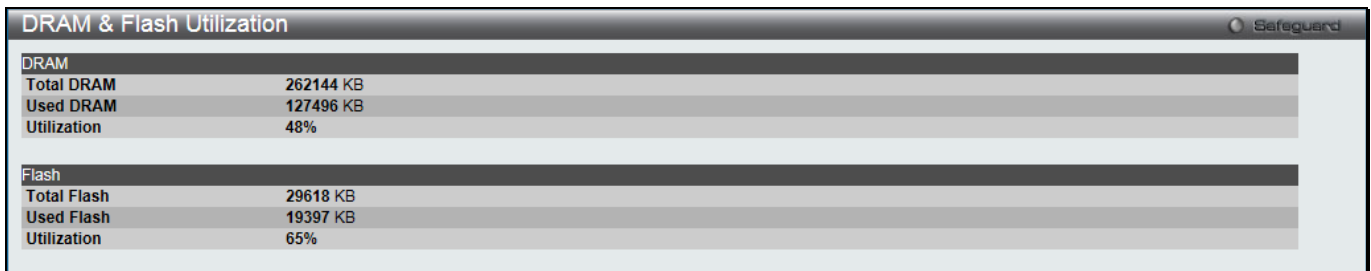 DRAM & Flash Utilization
Safeguard
DRAM
Total DRAM 262144 KB
Used DRAM 127496 KB
Utilization 48%
Flash
Total Flash 29618 KB
Used Flash 19397 KB
Utilization 65%